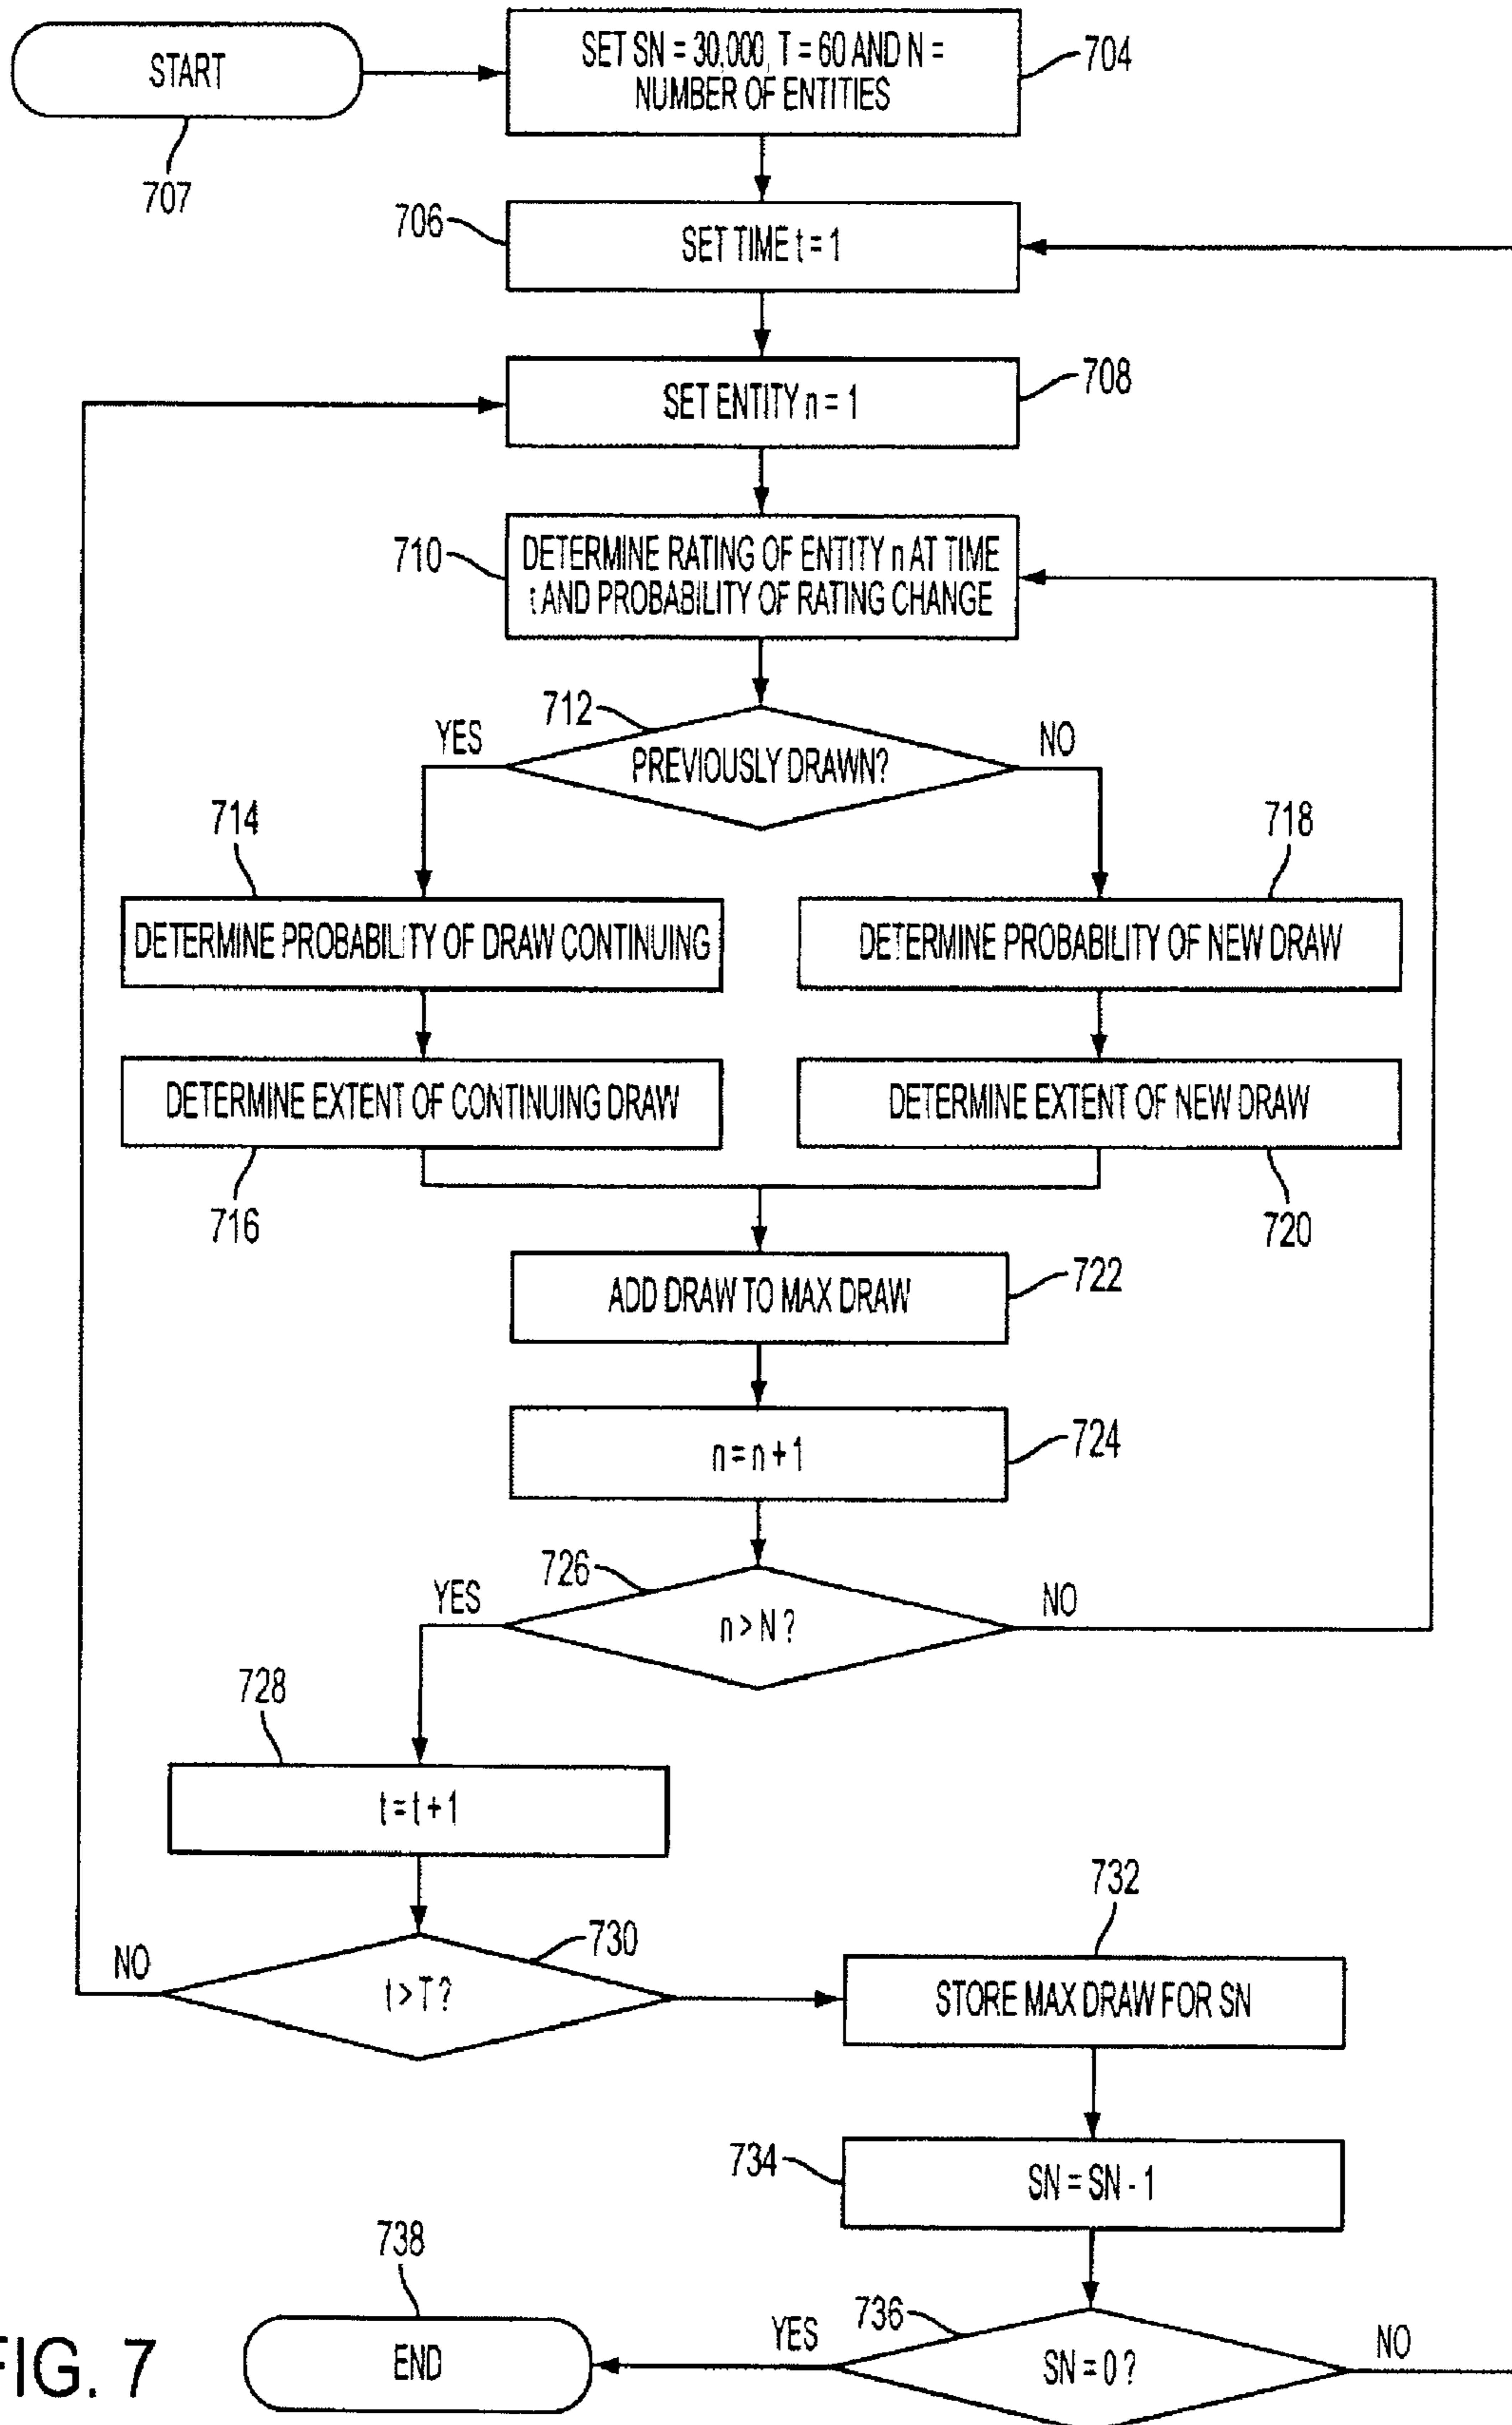 START
707
SET SN = 30,000, T = 60 AND N =
NUMBER OF ENTITIES
704
706
SET TIME t = 1
SET ENTITY n = 1
708
710
DETERMINE RATING OF ENTITY n AT TIME
t AND PROBABILITY OF RATING CHANGE
712
YES
PREVIOUSLY DRAWN?
NO
714
718
DETERMINE PROBABILITY OF DRAW CONTINUING
DETERMINE PROBABILITY OF NEW DRAW
DETERMINE EXTENT OF CONTINUING DRAW
DETERMINE EXTENT OF NEW DRAW
716
720
ADD DRAW TO MAX DRAW
722
n = n + 1
724
726
YES
n > N ?
NO
728
t = t + 1
730
NO
t > T ?
732
STORE MAX DRAW FOR SN
734
SN = SN - 1
738
END
736
YES
SN = 0 ?
NO
FIG. 7